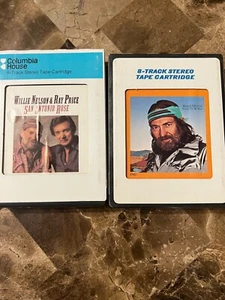 Columbia
House
8-Track Stereo Tape Cartridge
WILLIE NELSON & RAY PRICE
SAN ANTONIO ROSE
8-TRACK STEREO
TAPE CARTRIDGE